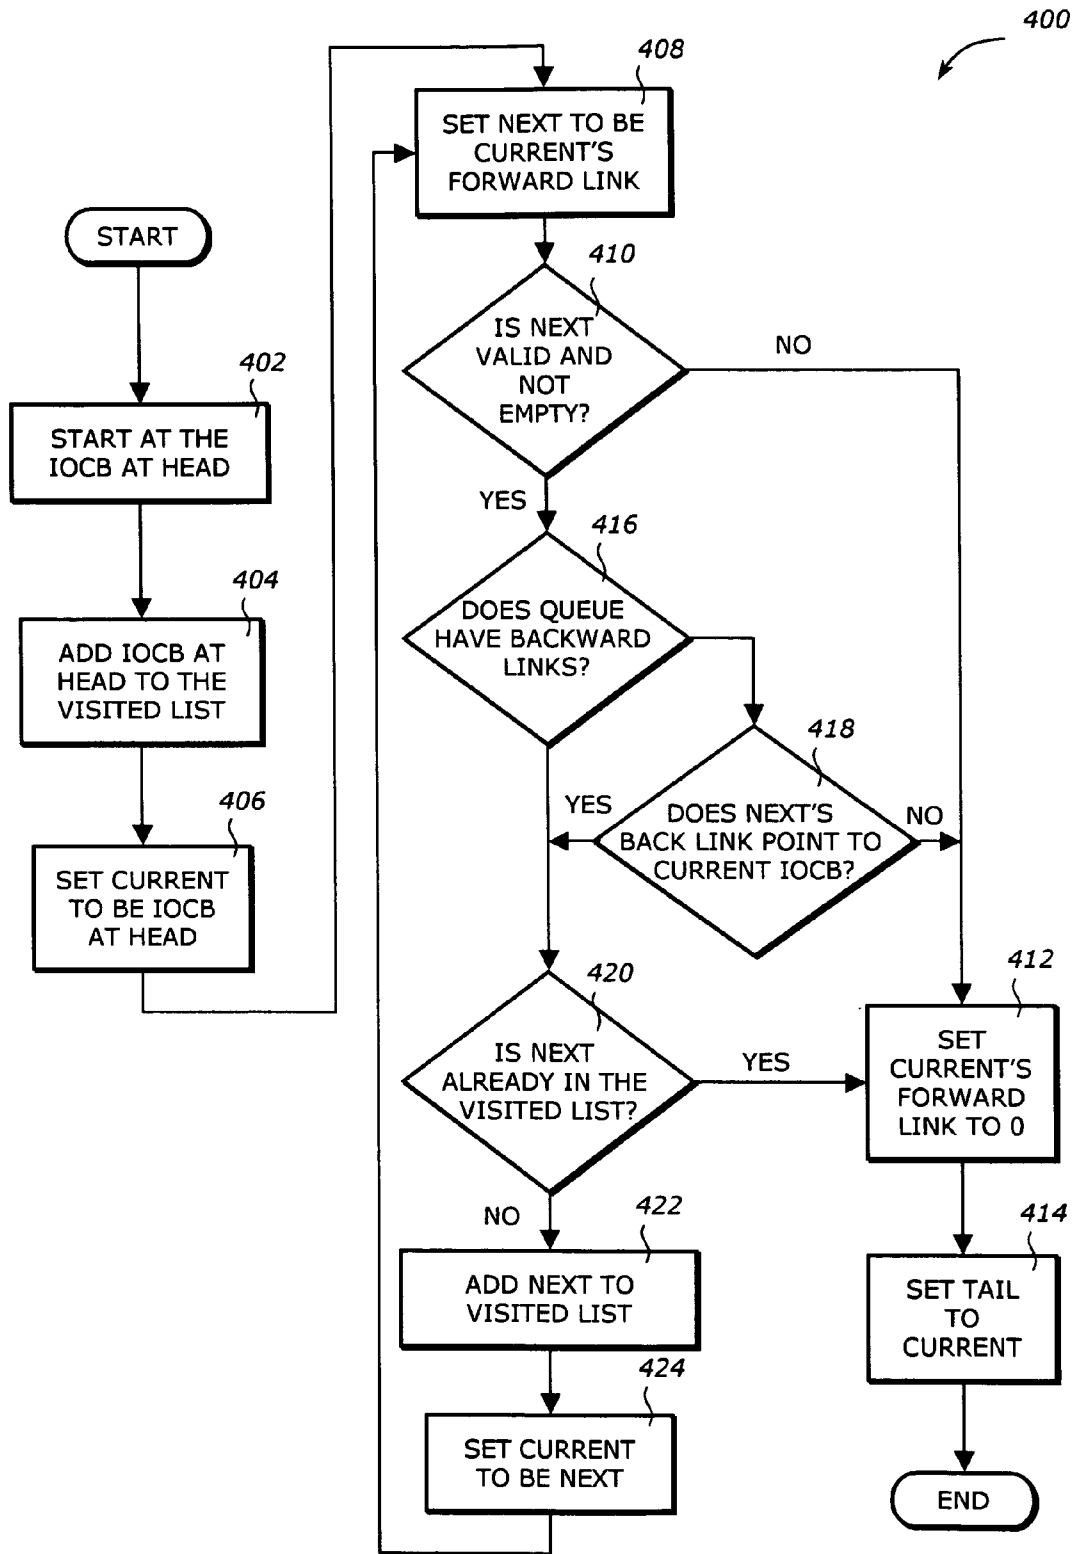 400
START
402
START AT THE
IOCB AT HEAD
404
ADD IOCB AT
HEAD TO THE
VISITED LIST
406
SET CURRENT
TO BE IOCB
AT HEAD
408
SET NEXT TO BE
CURRENT'S
FORWARD LINK
410
IS NEXT
VALID AND
NOT
EMPTY?
NO
YES
416
DOES QUEUE
HAVE BACKWARD
LINKS?
418
DOES NEXT'S
BACK LINK POINT TO
CURRENT IOCB?
YES
NO
420
IS NEXT
ALREADY IN THE
VISITED LIST?
YES
NO
412
SET
CURRENT'S
FORWARD
LINK TO 0
414
SET TAIL
TO
CURRENT
422
ADD NEXT TO
VISITED LIST
424
SET CURRENT
TO BE NEXT
END